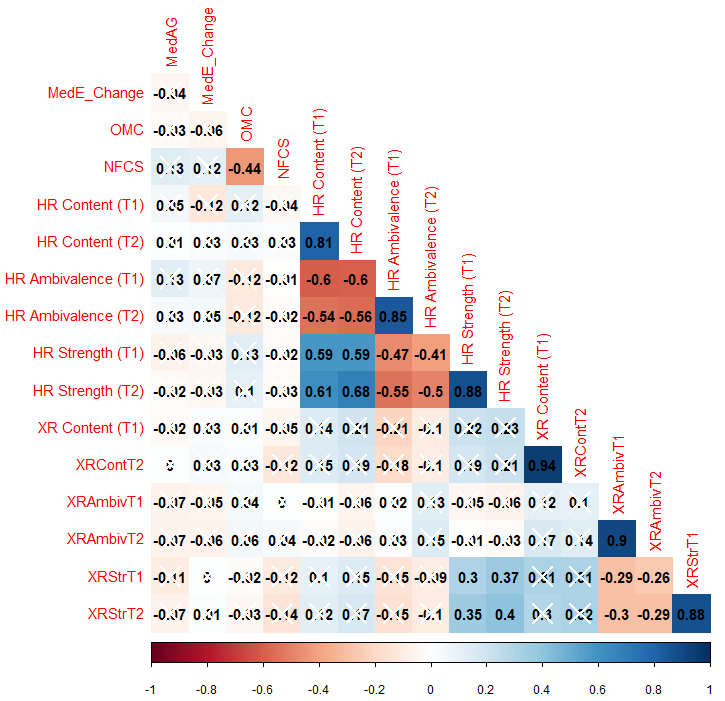 MedAG
MedE_Change
OMC
NFCS
HR Content (T1)
HR Content (T2)
HR Ambivalence (T1)
HR Ambivalence (T2)
HR Strength (T1)
HR Strength (T2)
XR Content (T1)
XRContT2
XRAmbivT1
XRAmbivT2
XRStrT1
MedE_Change -0.04
OMC -0.03 -0.06
NFCS 0.13 0.12 -0.44
HR Content (T1) 0.05 -0.12 0.12 -0.04
HR Content (T2) 0.01 0.03 0.03 0.03 0.81
HR Ambivalence (T1) 0.13 0.07 -0.12 -0.01 -0.6 -0.6
HR Ambivalence (T2) 0.03 0.05 -0.12 -0.02 -0.54 -0.56 0.85
HR Strength (T1) -0.06 -0.03 0.13 -0.02 0.59 0.59 -0.47 -0.41
HR Strength (T2) -0.02 -0.03 0.1 -0.03 0.61 0.68 -0.55 -0.5 0.88
XR Content (T1) -0.02 0.03 0.01 -0.05 0.14 0.21 -0.21 -0.1 0.22 0.23
XRContT2 0 0.03 0.03 -0.12 0.15 0.19 -0.18 -0.1 0.19 0.21 0.94
XRAmbivT1 -0.07 -0.05 0.04 0 -0.01 -0.06 0.02 0.13 -0.05 -0.06 0.12 0.1
XRAmbivT2 -0.07 -0.06 0.06 0.04 -0.02 -0.06 0.03 0.15 -0.01 -0.03 0.17 0.14 0.9
XRStrT1 -0.11 0 -0.02 -0.12 0.1 0.15 -0.15 -0.09 0.3 0.37 0.31 0.31 -0.29 -0.26
XRStrT2 -0.07 0.01 -0.03 -0.14 0.12 0.17 -0.15 -0.1 0.35 0.4 0.3 0.32 -0.3 -0.29 0.88
-1 -0.8 -0.6 -0.4 -0.2 0 0.2 0.4 0.6 0.8 1